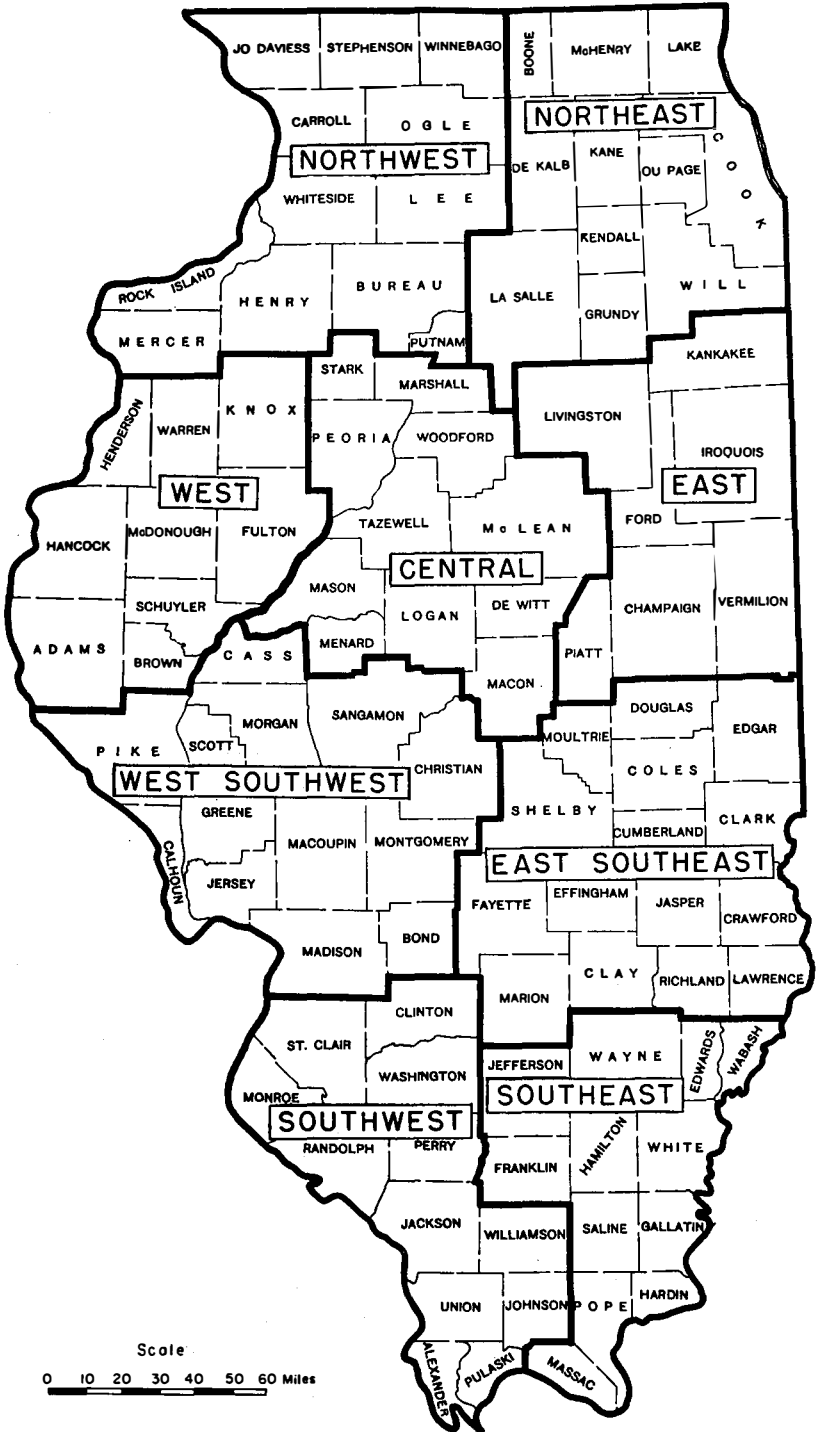 JO DAVIESS STEPHENSON WINNEBAGO BOONE McHENRY LAKE
CARROLL OGLE
NORTHEAST
NORTHWEST
DE KALB KANE DU PAGE COOK
WHITESIDE LEE
KENDALL
ROCK ISLAND HENRY BUREAU LA SALLE WILL
GRUNDY
MERCER PUTNAM
KANKAKEE
STARK MARSHALL
HENDERSON WARREN KNOX PEORIA WOODFORD LIVINGSTON
IROQUOIS
WEST EAST
HANCOCK McDONOUGH FULTON TAZEWELL McLEAN FORD
CENTRAL
MASON
SCHUYLER LOGAN DE WITT CHAMPAIGN VERMILION
ADAMS BROWN CASS MENARD PIATT
MACON
MORGAN SANGAMON DOUGLAS
SCOTT MOULTRIE EDGAR
PIKE COLES
WEST SOUTHWEST
CHRISTIAN
GREENE SHELBY CLARK
MACOUPIN MONTGOMERY CUMBERLAND
CALHOUN JERSEY
EAST SOUTHEAST
FAYETTE EFFINGHAM JASPER CRAWFORD
MADISON BOND
CLAY RICHLAND LAWRENCE
MARION
CLINTON
ST. CLAIR
WAYNE EDWARDS WABASH
JEFFERSON
WASHINGTON
MONROE
SOUTHEAST
SOUTHWEST
RANDOLPH PERRY HAMILTON WHITE
FRANKLIN
JACKSON WILLIAMSON SALINE GALLATIN
UNION JOHNSON POPE HARDIN
ALEXANDER PULASKI MASSAC
Scale
0 10 20 30 40 50 60 Miles